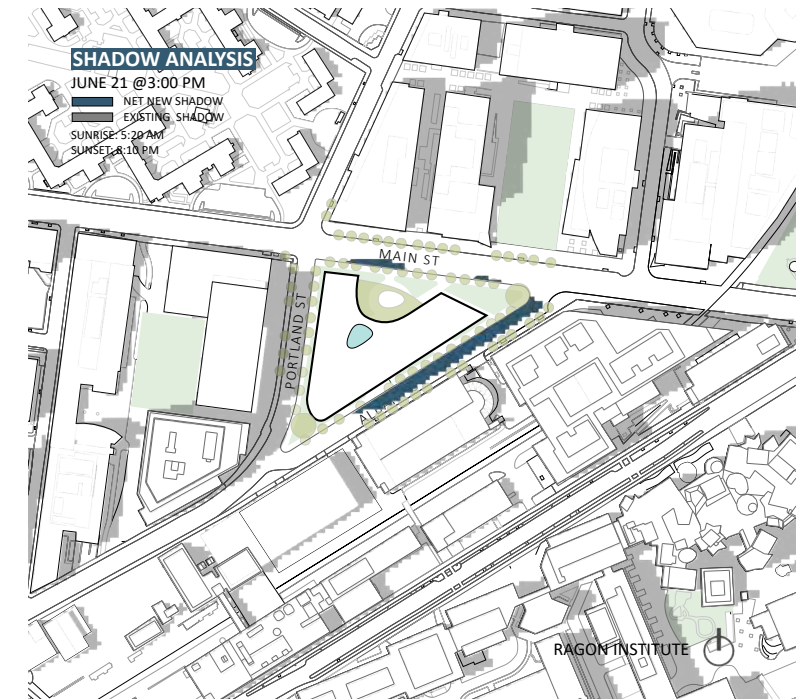 SHADOW ANALYSIS
JUNE 21 @3:00 PM
NET NEW SHADOW
EXISTING SHADOW
SUNRISE: 5:20 AM
SUNSET: 8:10 PM
MAIN ST
PORTLAND ST
RAGON INSTITUTE